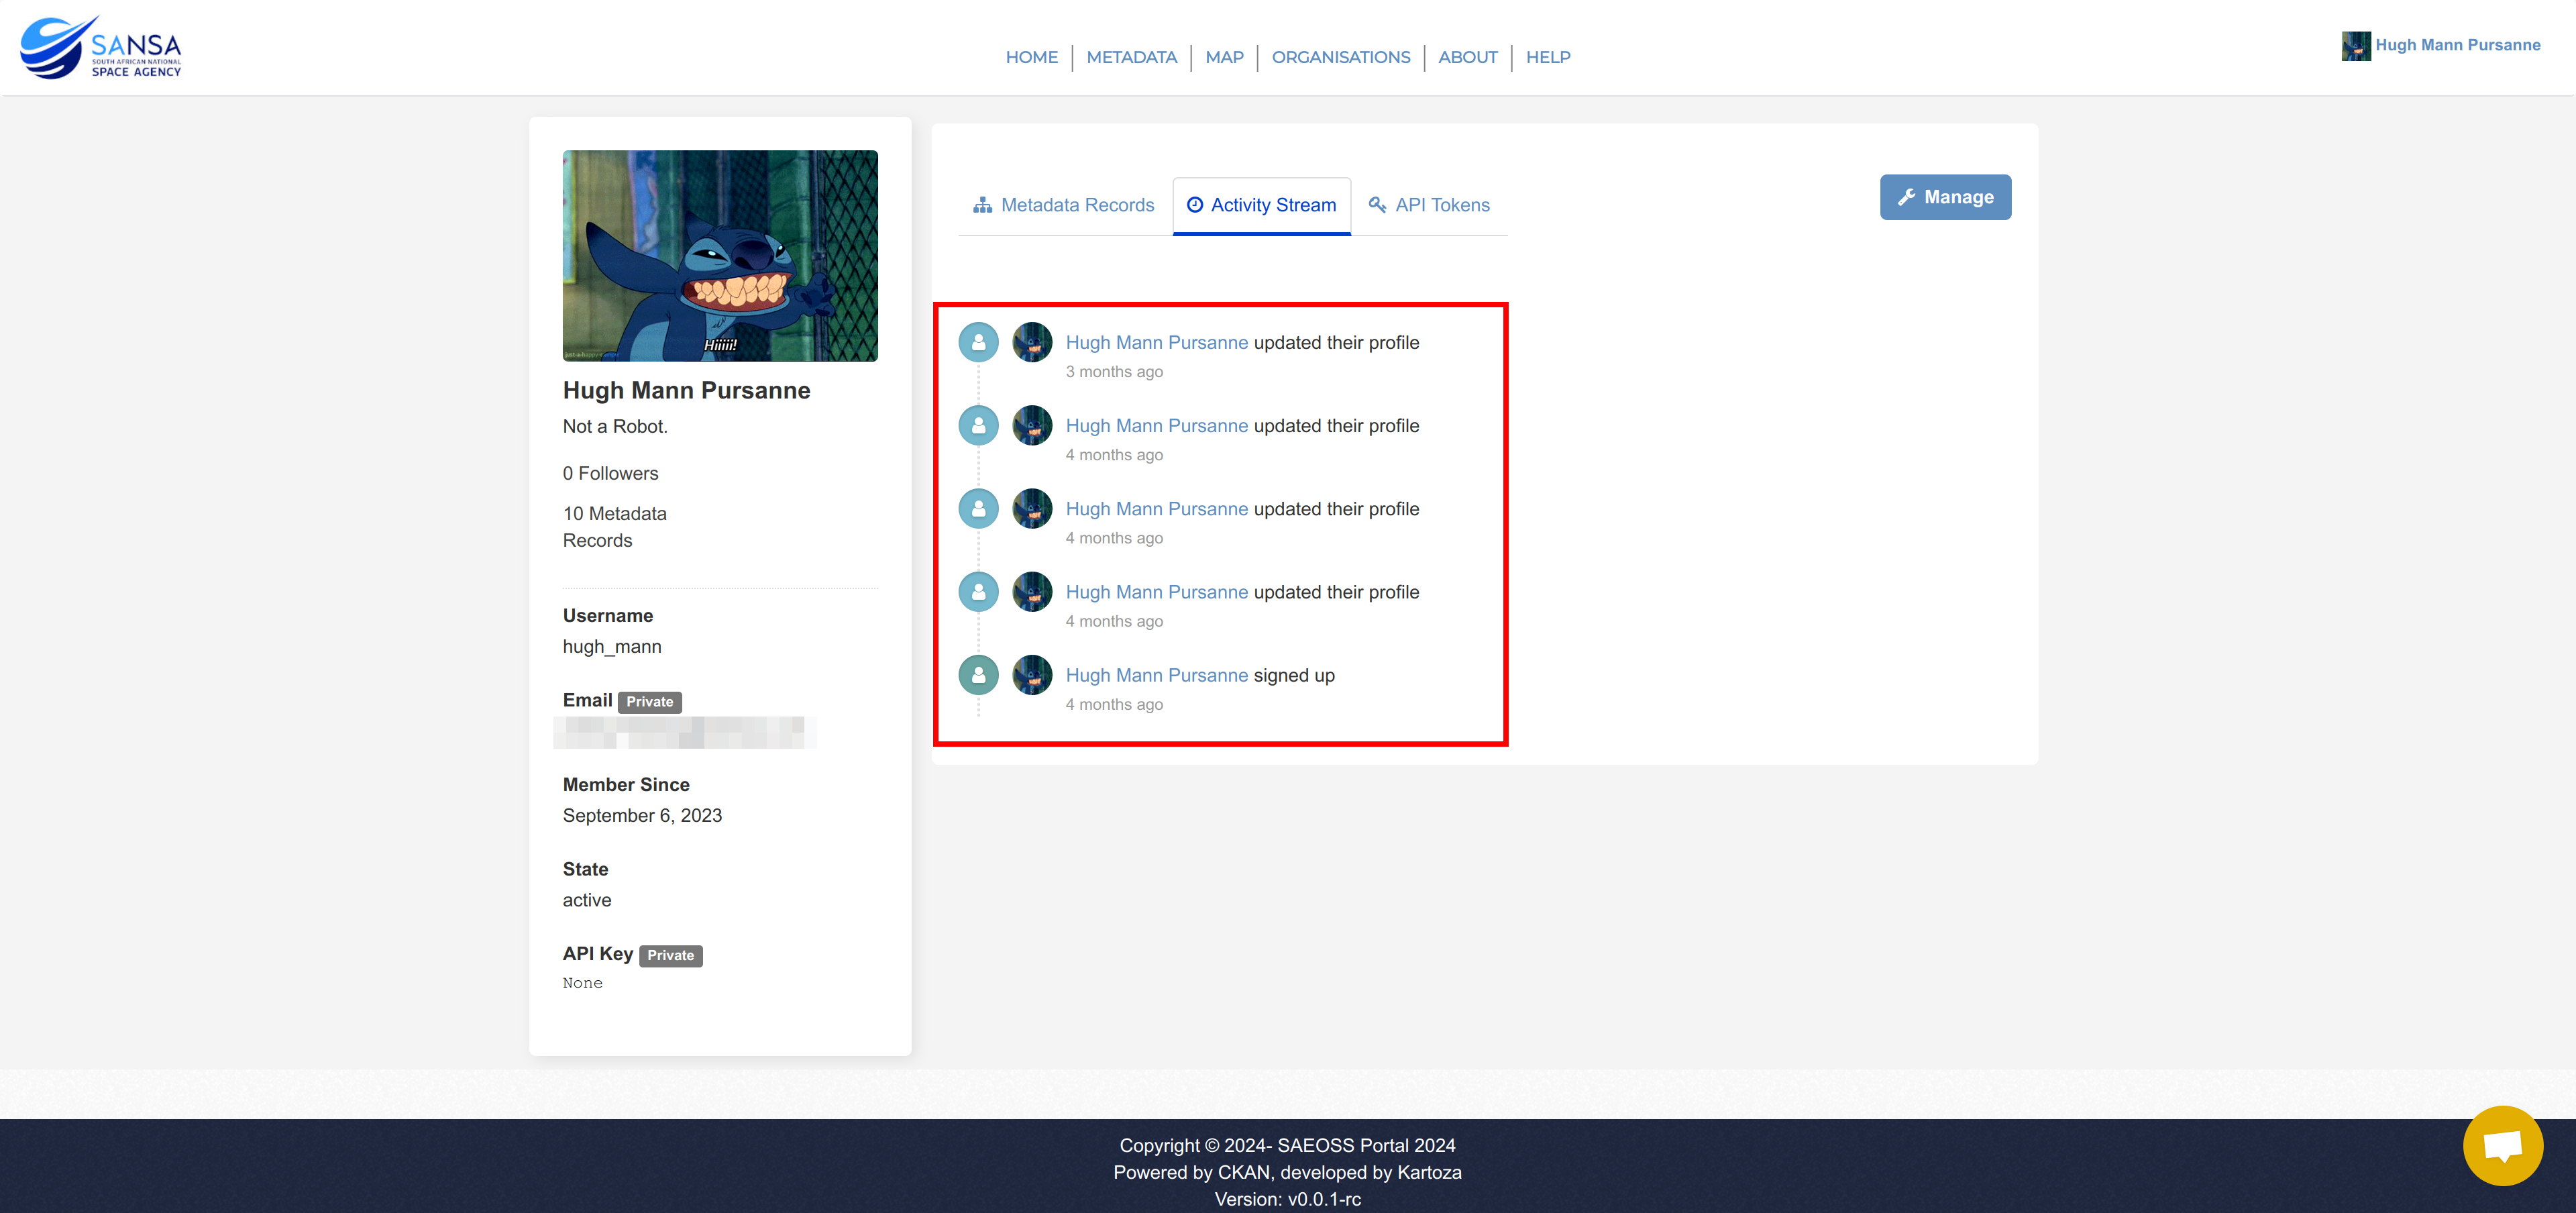 SANSA
SOUTH AFRICAN NATIONAL
SPACE AGENCY
HOME
METADATA
MAP
ORGANISATIONS
ABOUT
HELP
Hugh Mann Pursanne
Hiiiii!
Hugh Mann Pursanne
Not a Robot.
0 Followers
10 Metadata
Records
Username
hugh_mann
Email Private
Member Since
September 6, 2023
State
active
API Key Private
None
Metadata Records
Activity Stream
API Tokens
Manage
Hugh Mann Pursanne updated their profile
3 months ago
Hugh Mann Pursanne updated their profile
4 months ago
Hugh Mann Pursanne updated their profile
4 months ago
Hugh Mann Pursanne updated their profile
4 months ago
Hugh Mann Pursanne signed up
4 months ago
Copyright © 2024- SAEOSS Portal 2024
Powered by CKAN, developed by Kartoza
Version: v0.0.1-rc